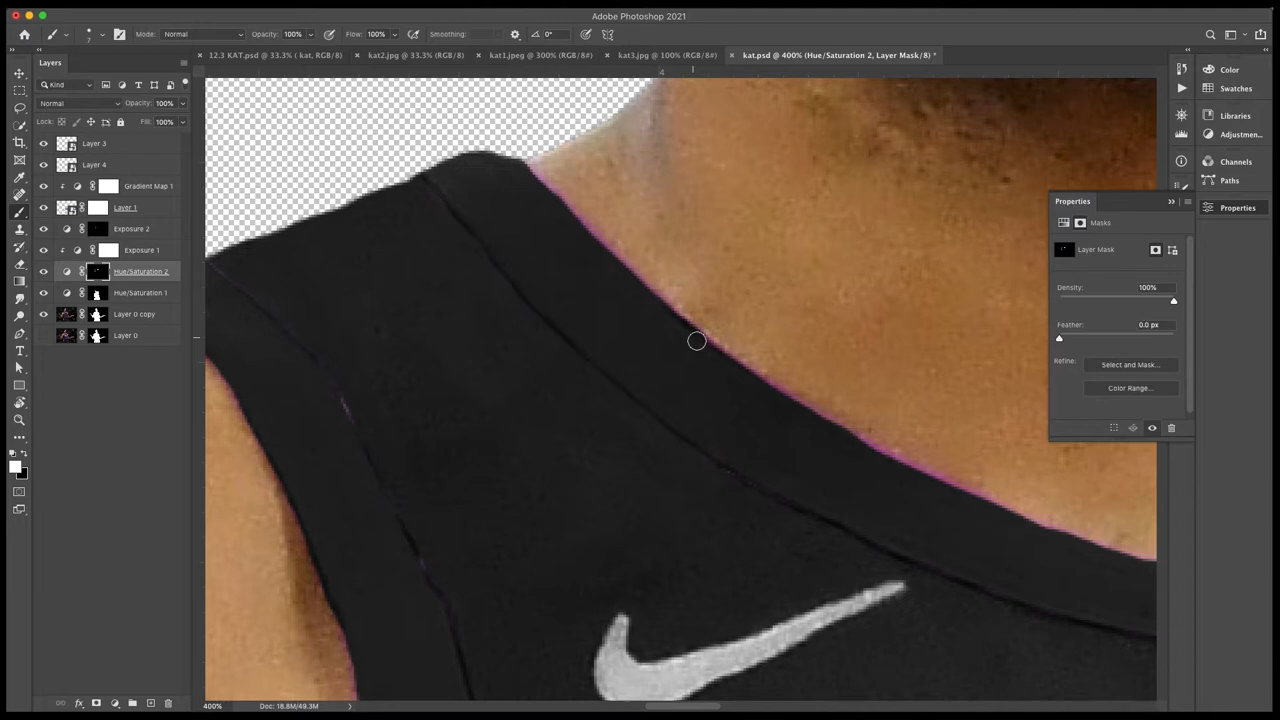 Adobe Photoshop 2021
7
Mode: Normal
Opacity: 100%
Flow: 100%
Smoothing:
0°
12.3 KAT.psd @ 33.3% ( kat, RGB/8)
kat2.jpg @ 33.3% (RGB/8#)
kat1.jpeg @ 300% (RGB/8#)
kat3.jpg @ 100% (RGB/8#)
kat.psd @ 400% (Hue/Saturation 2, Layer Mask/8) *
Layers
Kind
Normal
Opacity: 100%
Lock:
Fill: 100%
Layer 3
Layer 4
Gradient Map 1
Layer 1
Exposure 2
Exposure 1
Hue/Saturation 2
Hue/Saturation 1
Layer 0 copy
Layer 0
4
Color
Swatches
Libraries
Adjustmen...
Channels
Paths
Properties
Properties
Masks
Layer Mask
Density:
100%
Feather:
0.0 px
Refine:
Select and Mask...
Color Range...
400%
Doc: 18.8M/49.3M